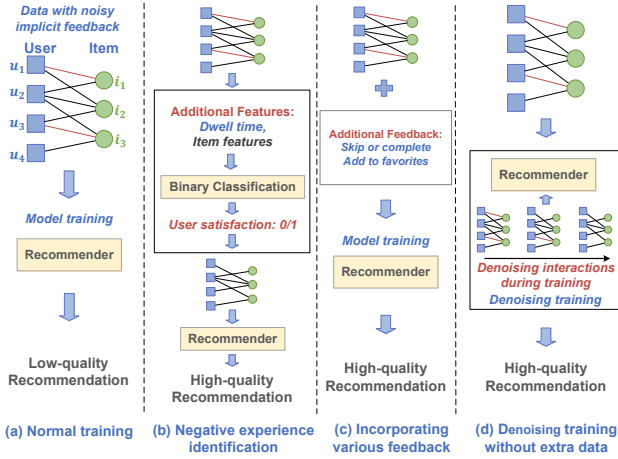 Data with noisy
implicit feedback
User Item
u1
u2
u3
u4
i1
i2
i3
Model training
Recommender
Low-quality
Recommendation
(a) Normal training
Additional Features:
Dwell time,
Item features
Binary Classification
User satisfaction: 0/1
Recommender
High-quality
Recommendation
(b) Negative experience
identification
Additional Feedback:
Skip or complete
Add to favorites
Model training
Recommender
High-quality
Recommendation
(c) Incorporating
various feedback
Recommender
Denoising interactions
during training
Denoising training
High-quality
Recommendation
(d) Denoising training
without extra data